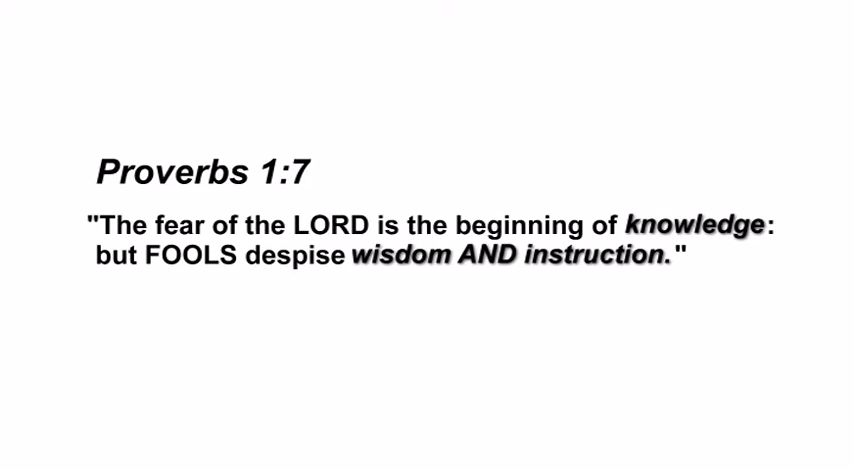 Proverbs 1:7
"The fear of the LORD is the beginning of knowledge:
but FOOLS despise wisdom AND instruction."